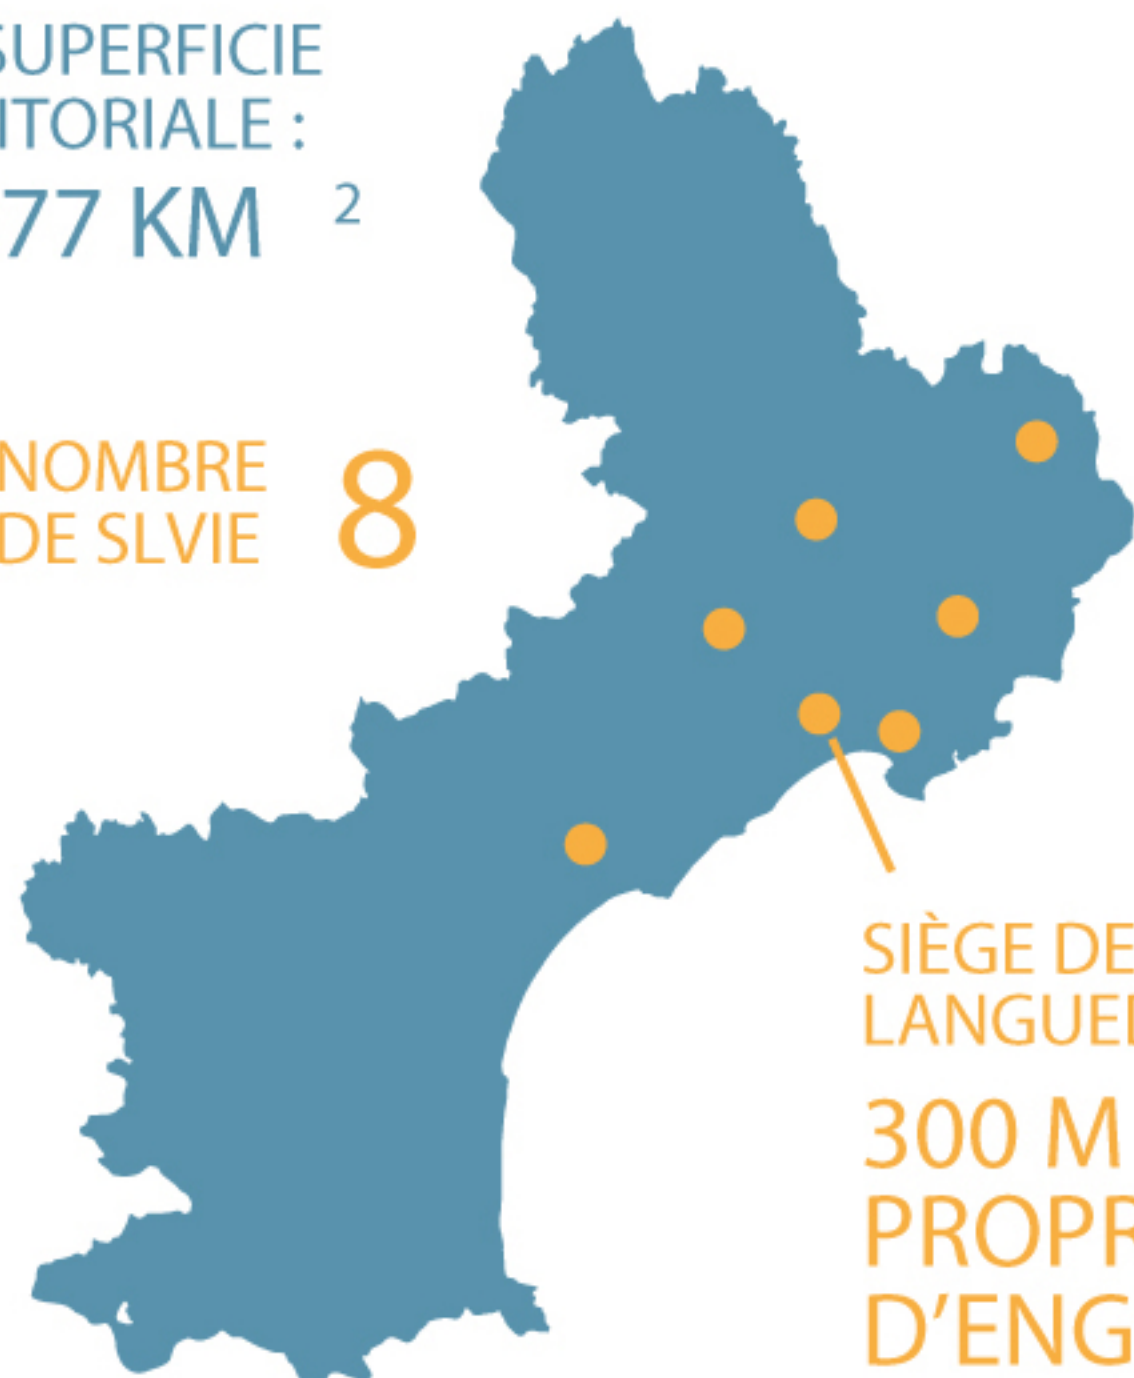 SUPERFICIE
ITORIALE :
77 KM 2
NOMBRE
DE SLVIE
8
SIÈGE DE
LANGUE
300 M
PROPR
D'ENG